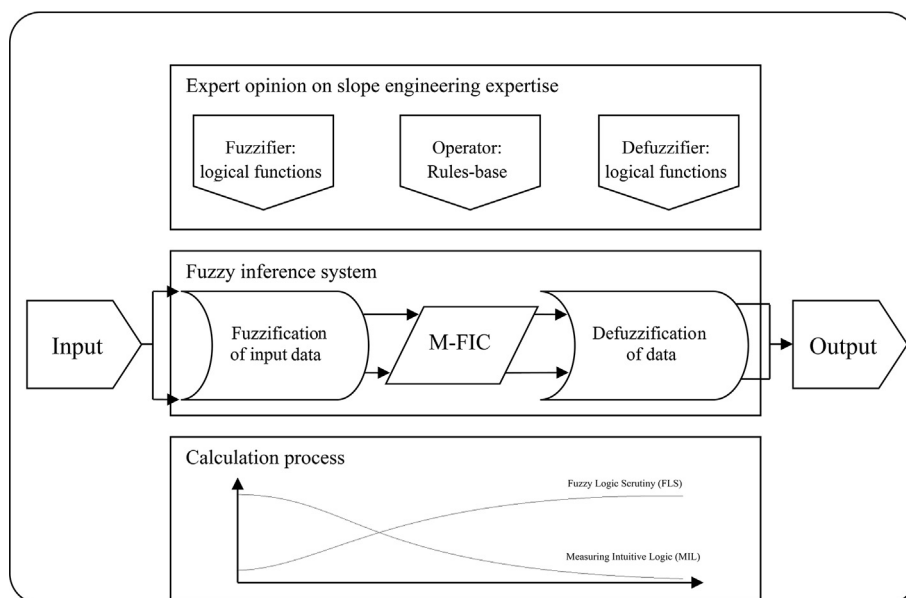 Expert opinion on slope engineering expertise
Fuzzifier:
logical functions
Operator:
Rules-base
Defuzzifier:
logical functions
Fuzzy inference system
Input
Fuzzification
of input data
M-FIC
Defuzzification
of data
Output
Calculation process
Fuzzy Logic Scrutiny (FLS)
Measuring Intuitive Logic (MIL)